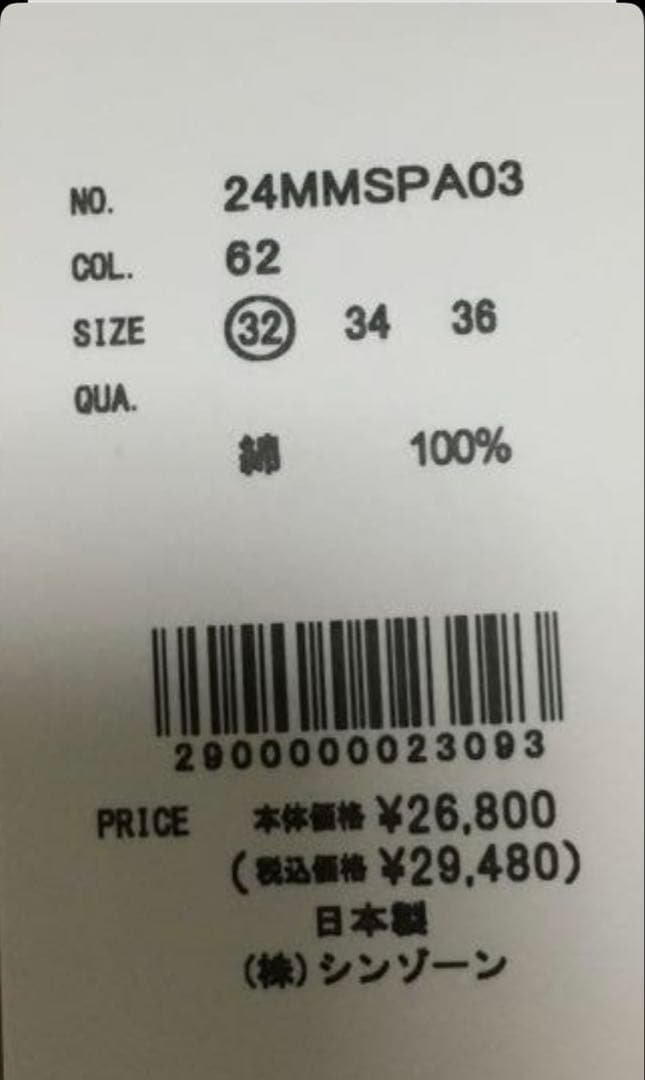 NO. 24MMSPA03
COL. 62
SIZE 32 34 36
QUA.
綿 100%
2900000023093
PRICE 本体価格 ¥26,800
(税込価格 ¥29,480)
日本製
(株)シンゾーン